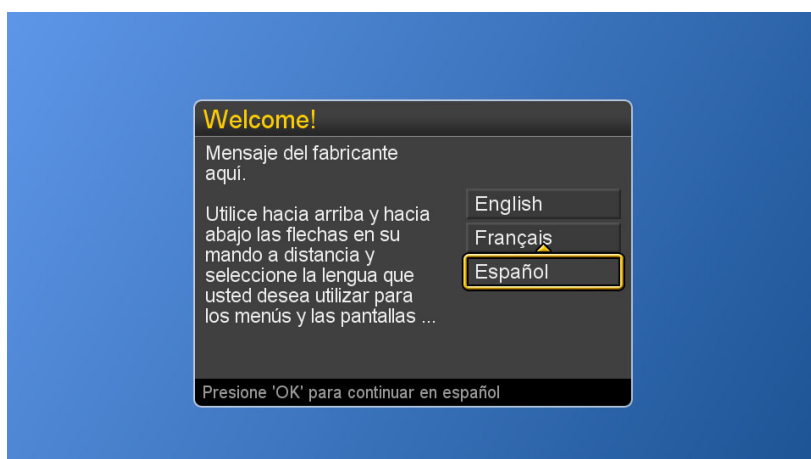 Welcome!
Mensaje del fabricante
aquí.
Utilice hacia arriba y hacia
abajo las flechas en su
mando a distancia y
seleccione la lengua que
usted desea utilizar para
los menús y las pantallas ...
English
Français
Español
Presione 'OK' para continuar en español